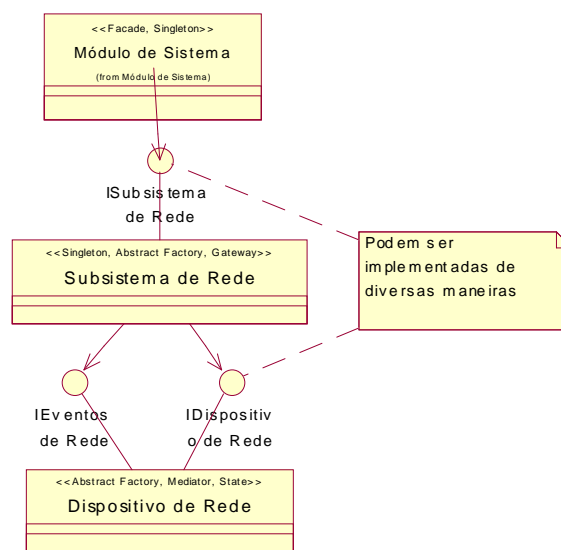 <<Facade, Singleton>>
Módulo de Sistema
(from Módulo de Sistema)
ISubsistema
de Rede
<<Singleton, Abstract Factory, Gateway>>
Subsistema de Rede
Podem ser
implementadas de
diversas maneiras
IEventos
de Rede
IDispositiv
o de Rede
<<Abstract Factory, Mediator, State>>
Dispositivo de Rede